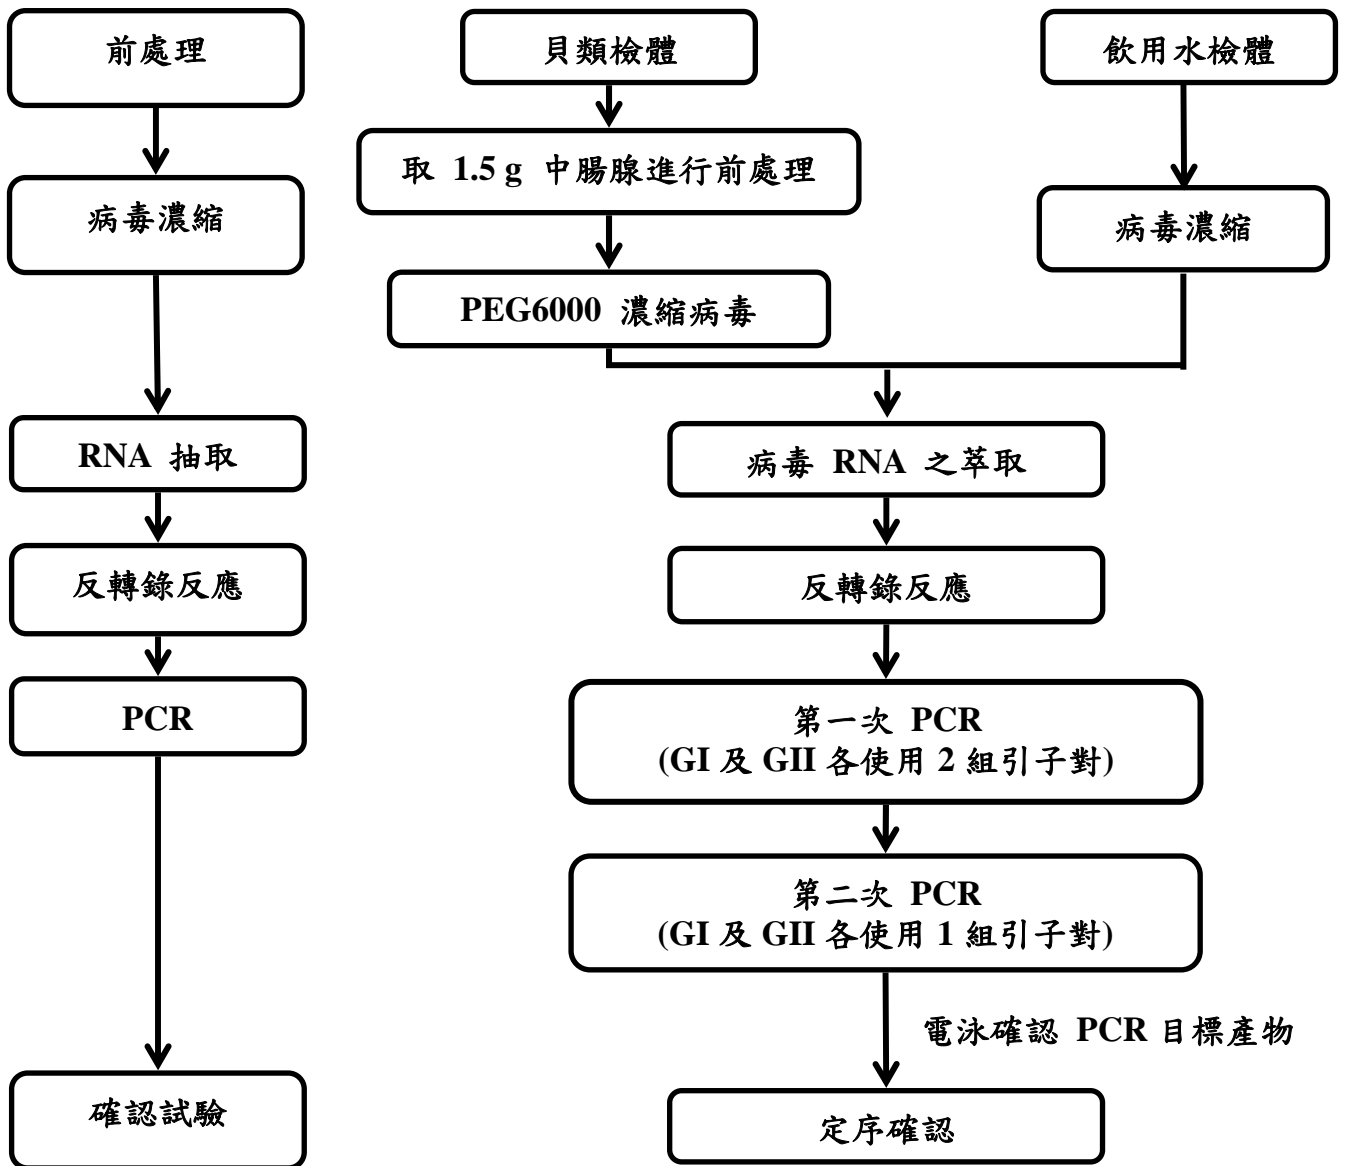 前處理
貝類檢體
飲用水檢體
取 1.5 g 中腸腺進行前處理
病毒濃縮
病毒濃縮
PEG6000 濃縮病毒
RNA 抽取
病毒 RNA 之萃取
反轉錄反應
反轉錄反應
PCR
第一次 PCR
(GI 及 GII 各使用 2 組引子對)
第二次 PCR
(GI 及 GII 各使用 1 組引子對)
電泳確認 PCR 目標產物
確認試驗
定序確認